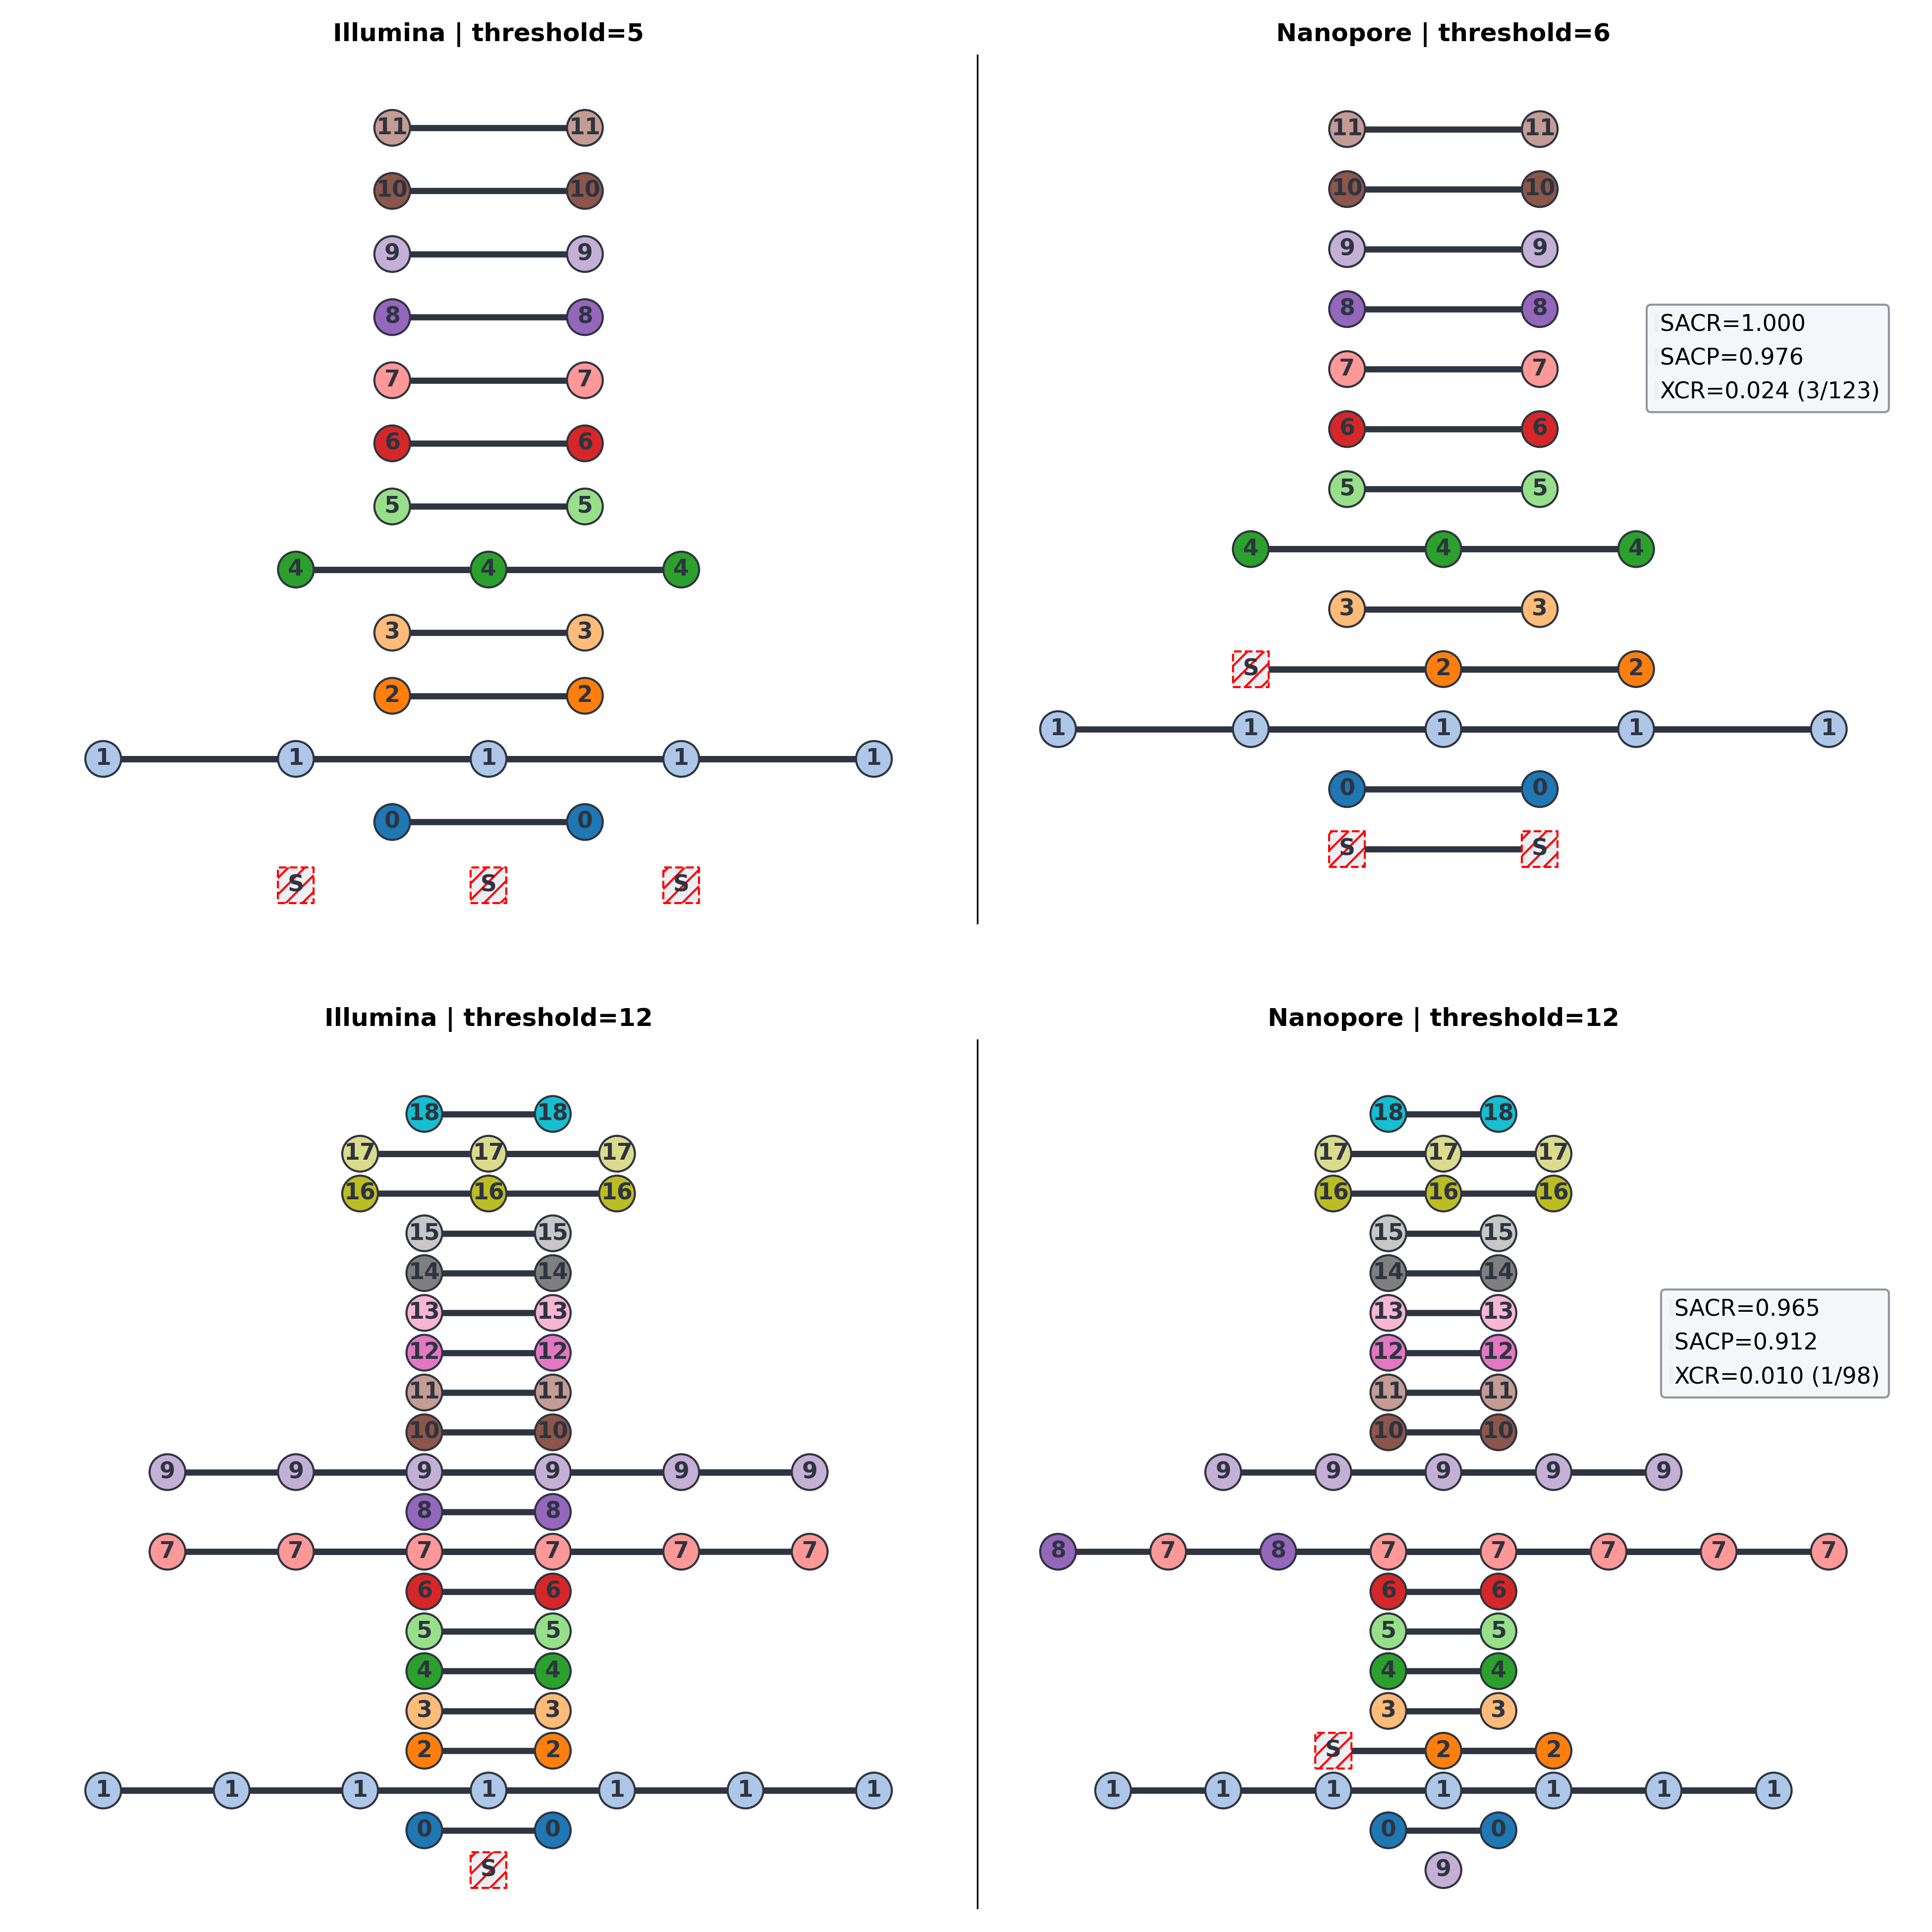 Illumina | threshold=5
11 11
10 10
9 9
8 8
7 7
6 6
5 5
4 4 4
3 3
2 2
1 1 1 1 1
0 0
S S S
Nanopore | threshold=6
11 11
10 10
9 9
8 8
7 7
6 6
5 5
4 4 4
3 3
S 2 2
1 1 1 1 1
0 0
S S
SACR=1.000
SACP=0.976
XCR=0.024 (3/123)
Illumina | threshold=12
18 18
17 17 17
16 16 16
15 15
14 14
13 13
12 12
11 11
10 10
9 9 9 9 9 9
8 8
7 7 7 7 7 7
6 6
5 5
4 4
3 3
2 2
1 1 1 1 1 1 1
0 0
S
Nanopore | threshold=12
18 18
17 17 17
16 16 16
15 15
14 14
13 13
12 12
11 11
10 10
9 9 9 9 9
8 7 8 7 7 7 7 7
6 6
5 5
4 4
3 3
S 2 2
1 1 1 1 1 1 1
0 0
9
SACR=0.965
SACP=0.912
XCR=0.010 (1/98)